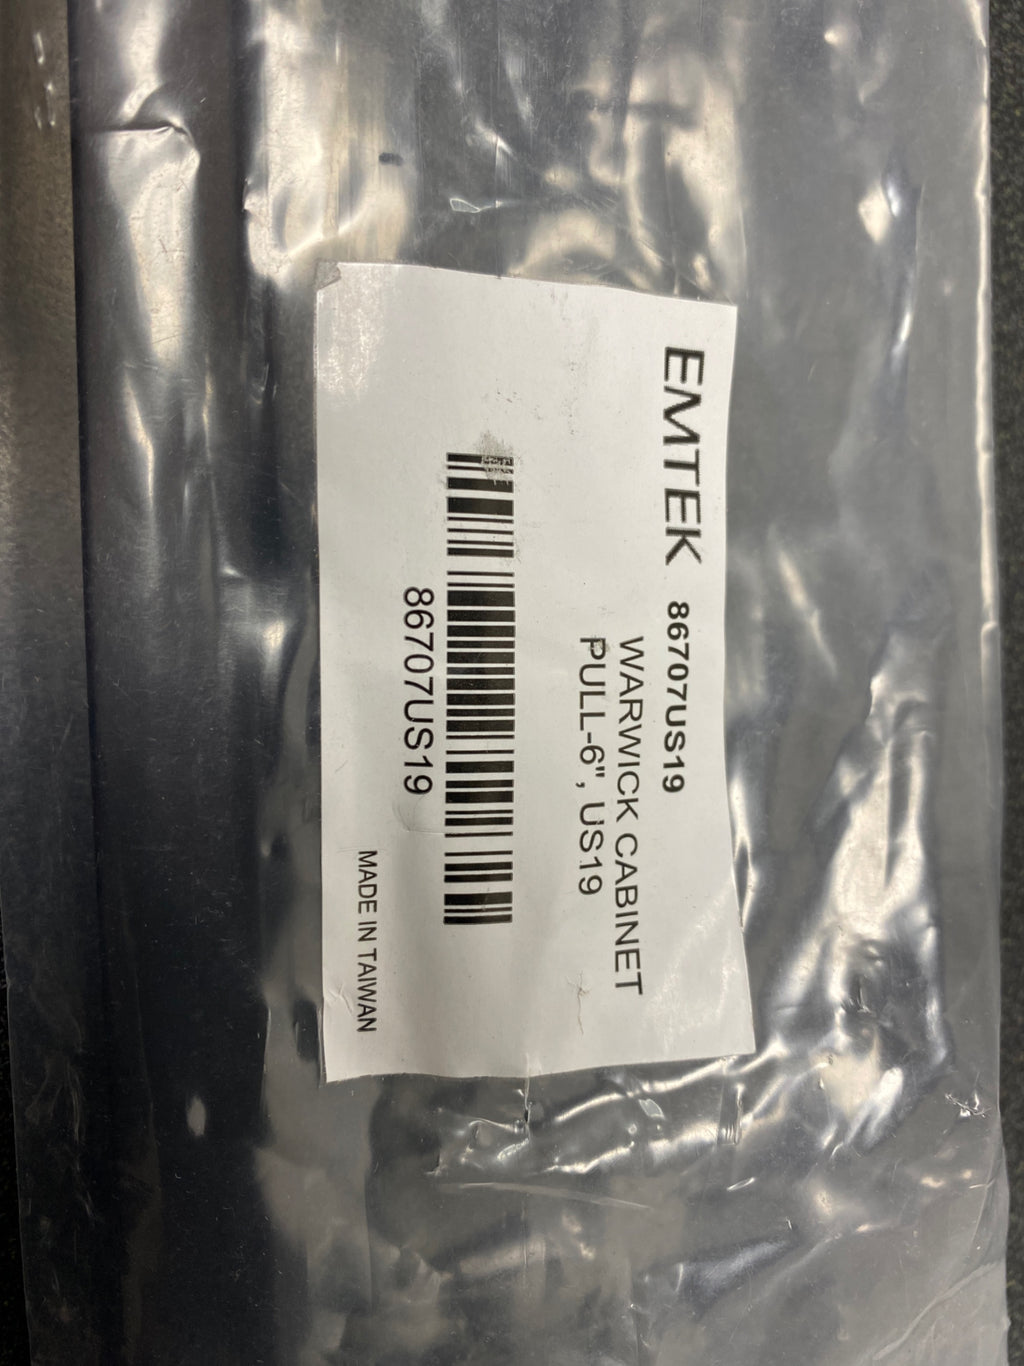 EMTEK 86707US19
WARWICK CABINET
PULL-6", US19
86707US19
MADE IN TAIWAN